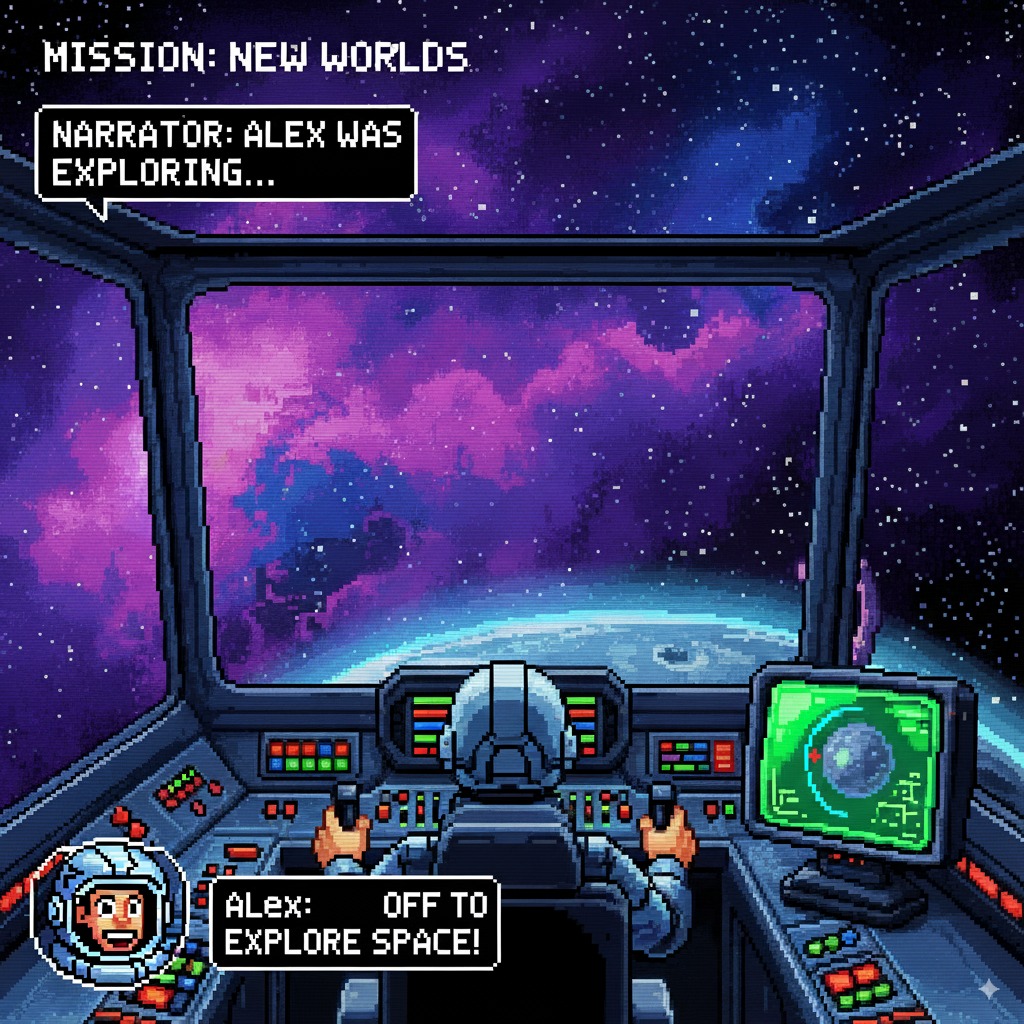 MISSION: NEW WORLDS
NARRATOR: ALEX WAS
EXPLORING...
ALex: OFF TO
EXPLORE SPACE!